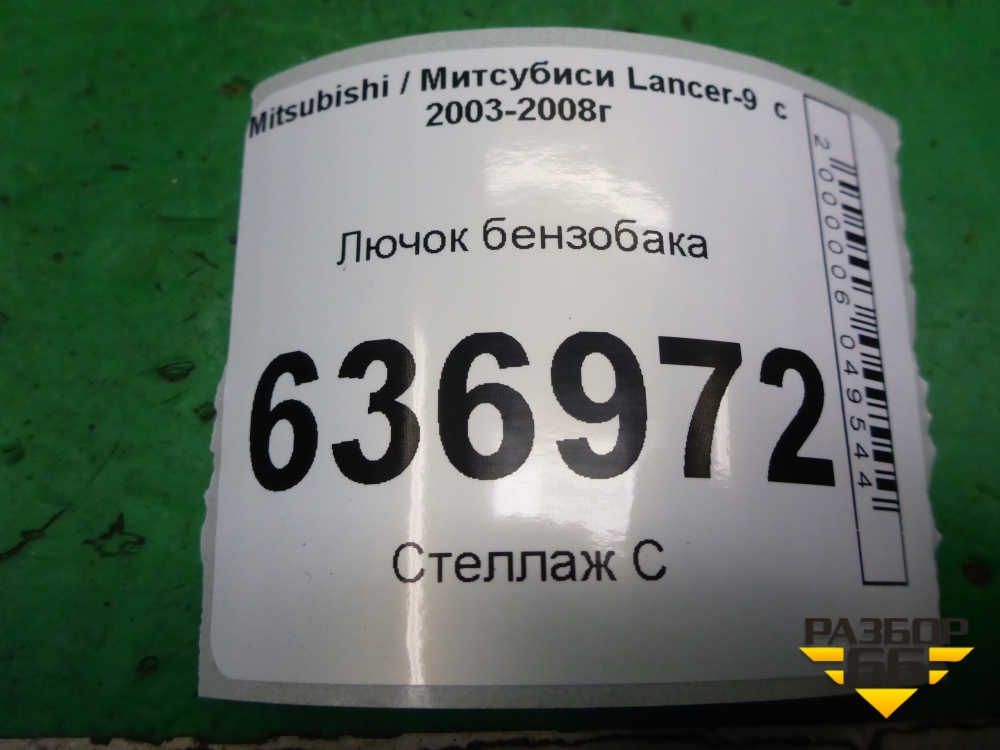 Mitsubishi / Митсубиси Lancer-9 с
2003-2008г
Лючок бензобака
636972
Стеллаж С
2000006049544
РАЗБОР
66